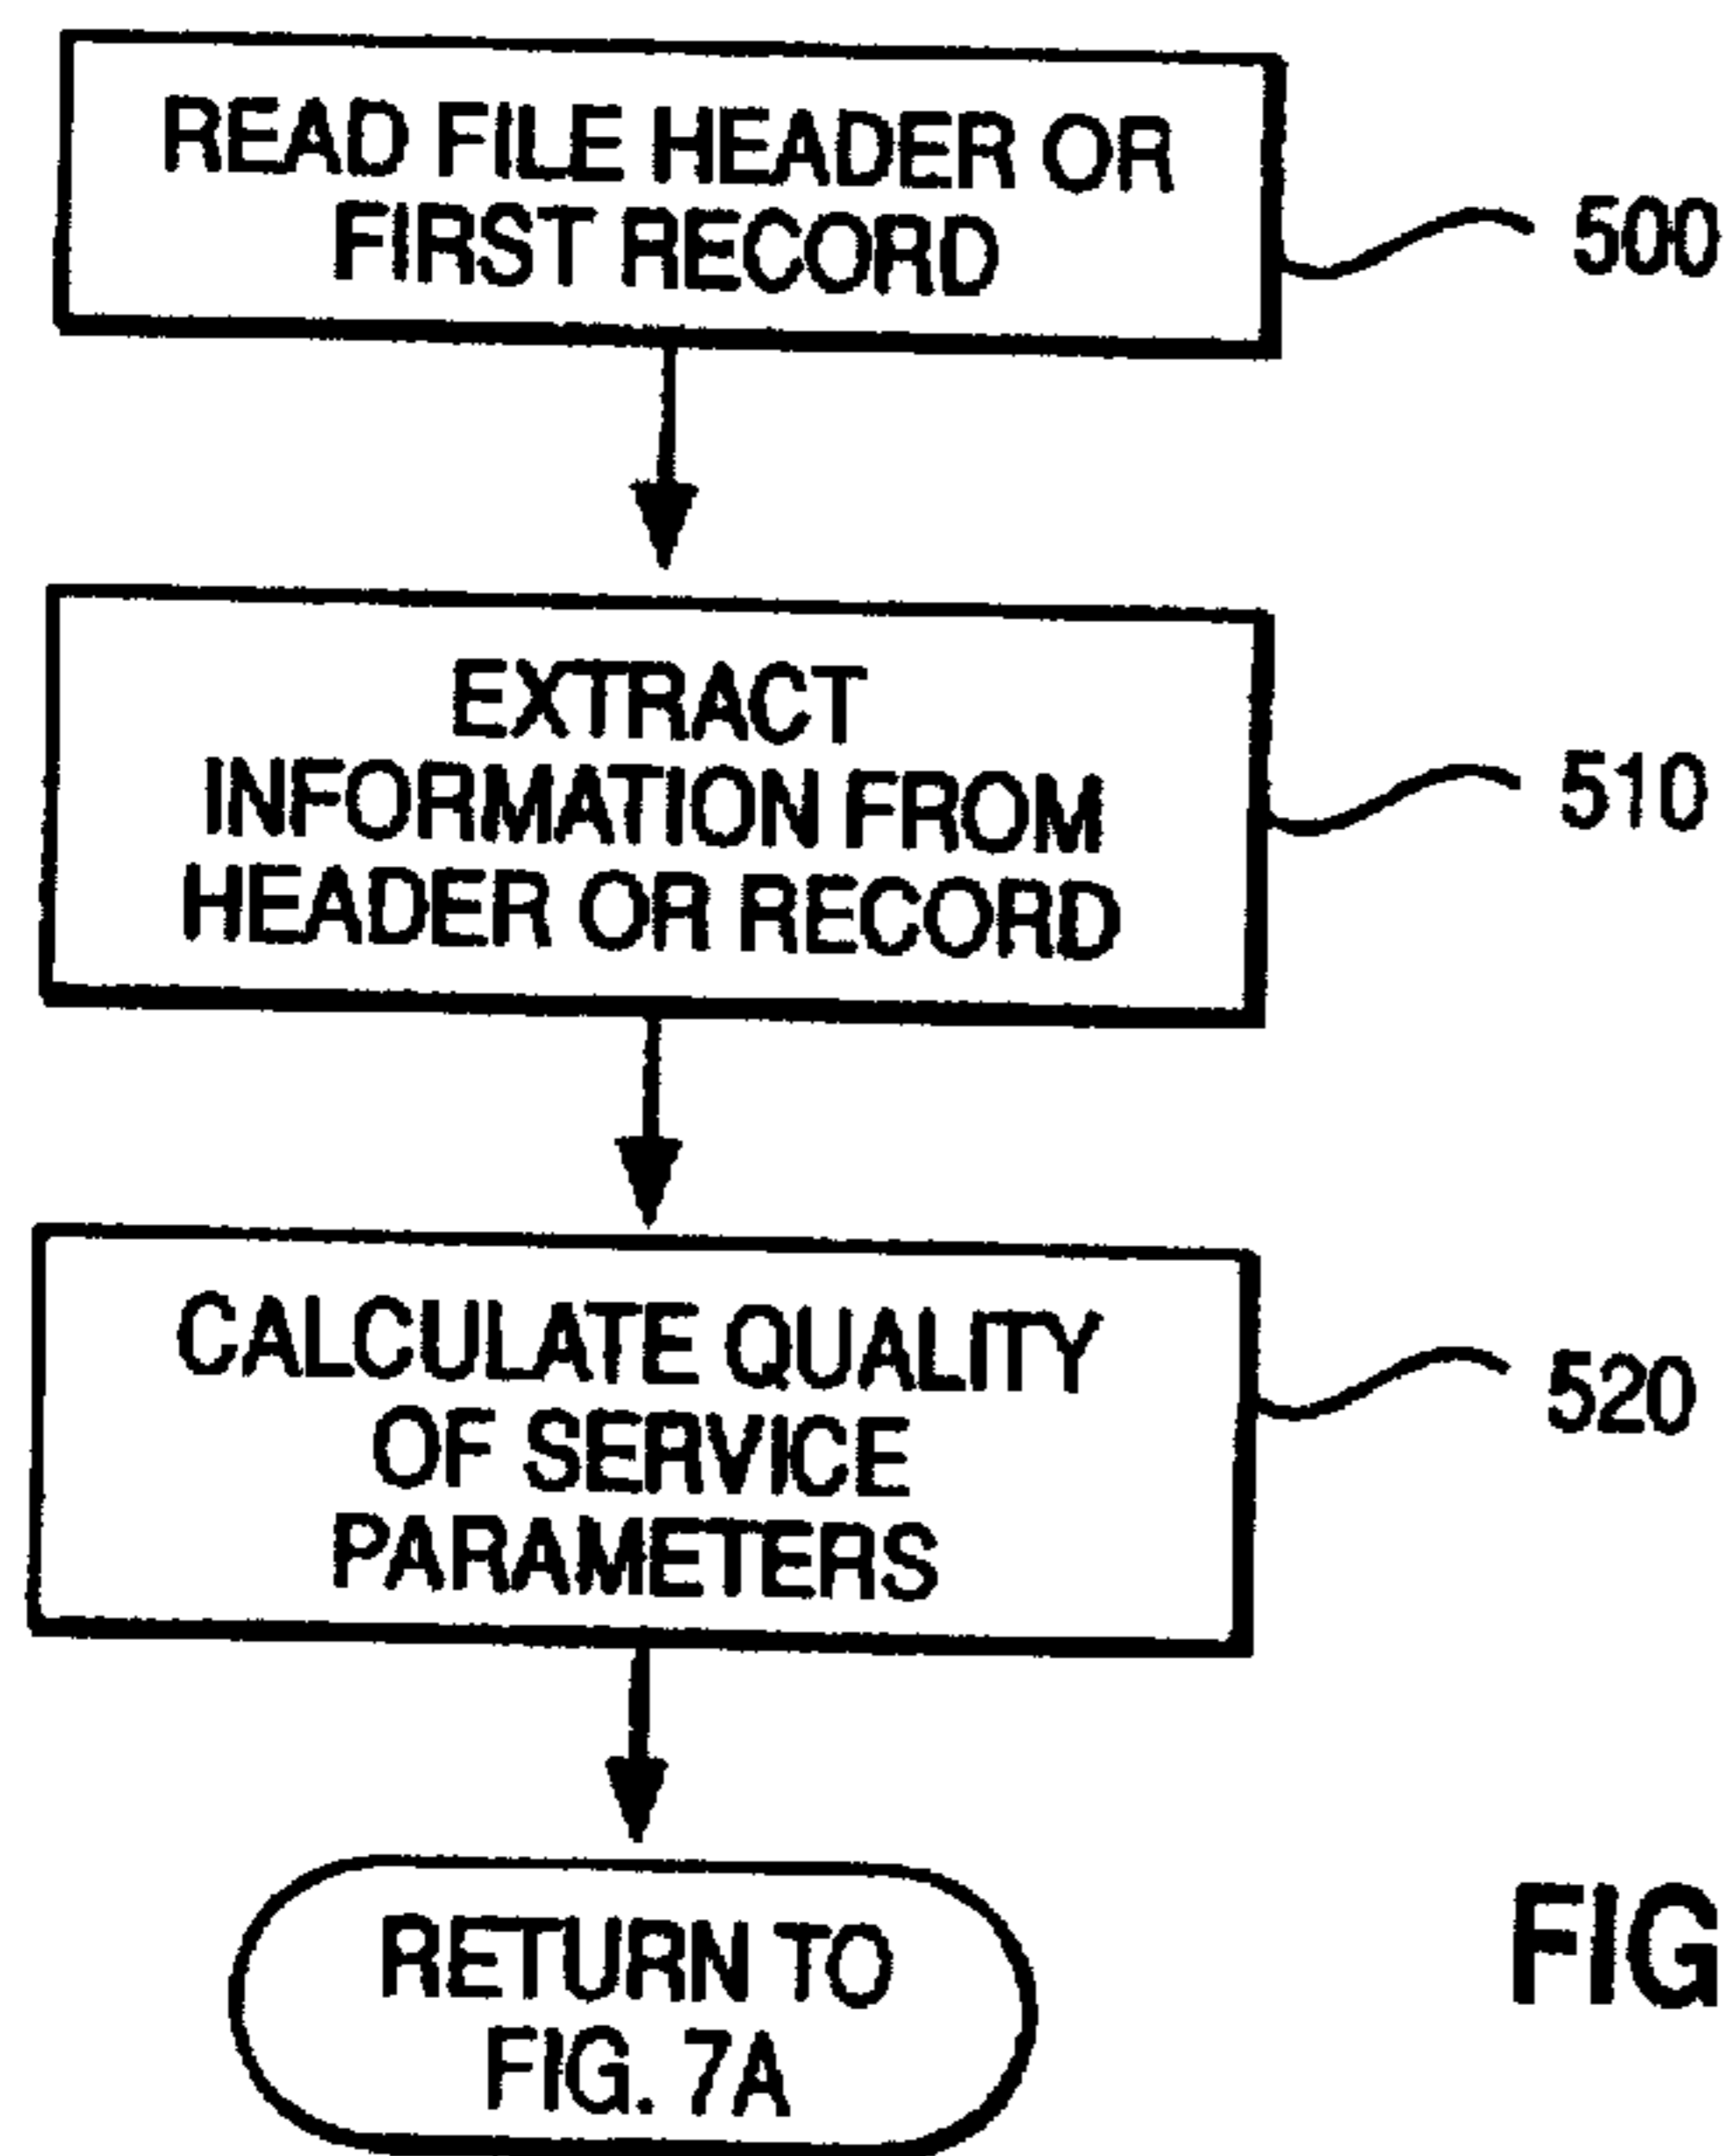 READ FILE HEADER OR
FIRST RECORD
500
EXTRACT
INFORMATION FROM
HEADER OR RECORD
510
CALCULATE QUALITY
OF SERVICE
PARAMETERS
520
RETURN TO
FIG. 7A
FIG